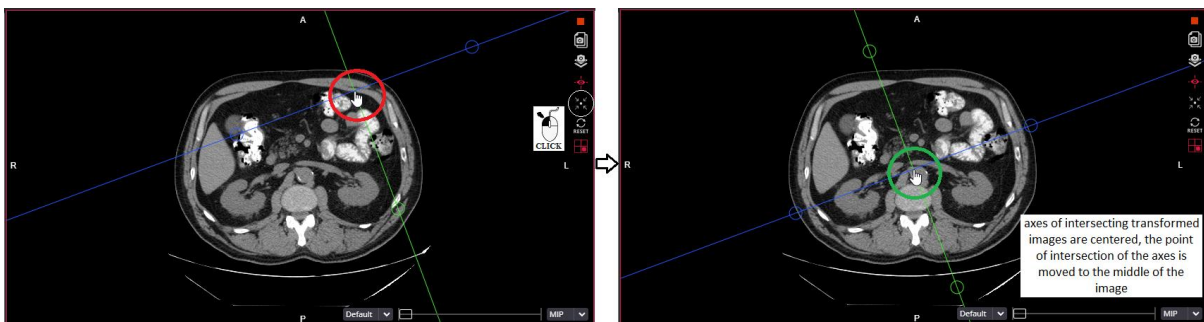 A
R
L
P
RESET
CLICK
Default
MIP
A
R
L
P
RESET
Default
MIP
axes of intersecting transformed
images are centered, the point
of intersection of the axes is
moved to the middle of the
image